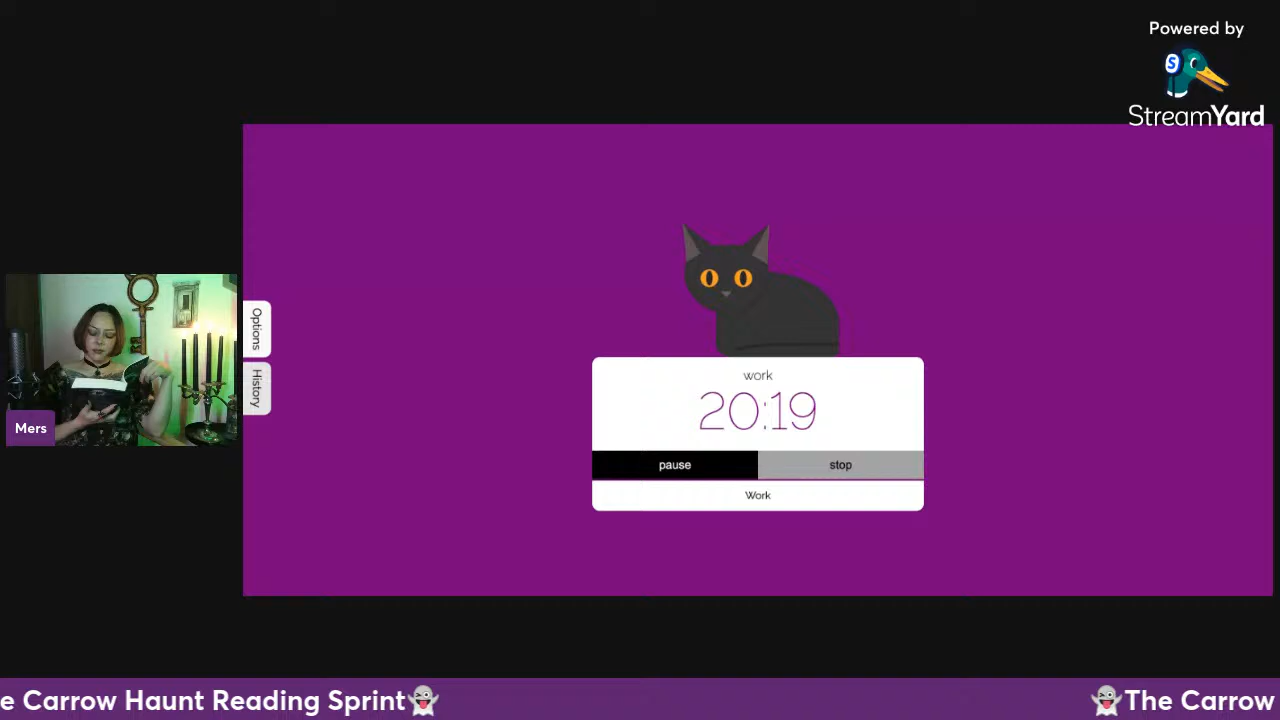 Powered by
S
StreamYard
Options
History
work
20:19
pause
stop
Work
Mers
e Carrow Haunt Reading Sprint👻
👻The Carrow